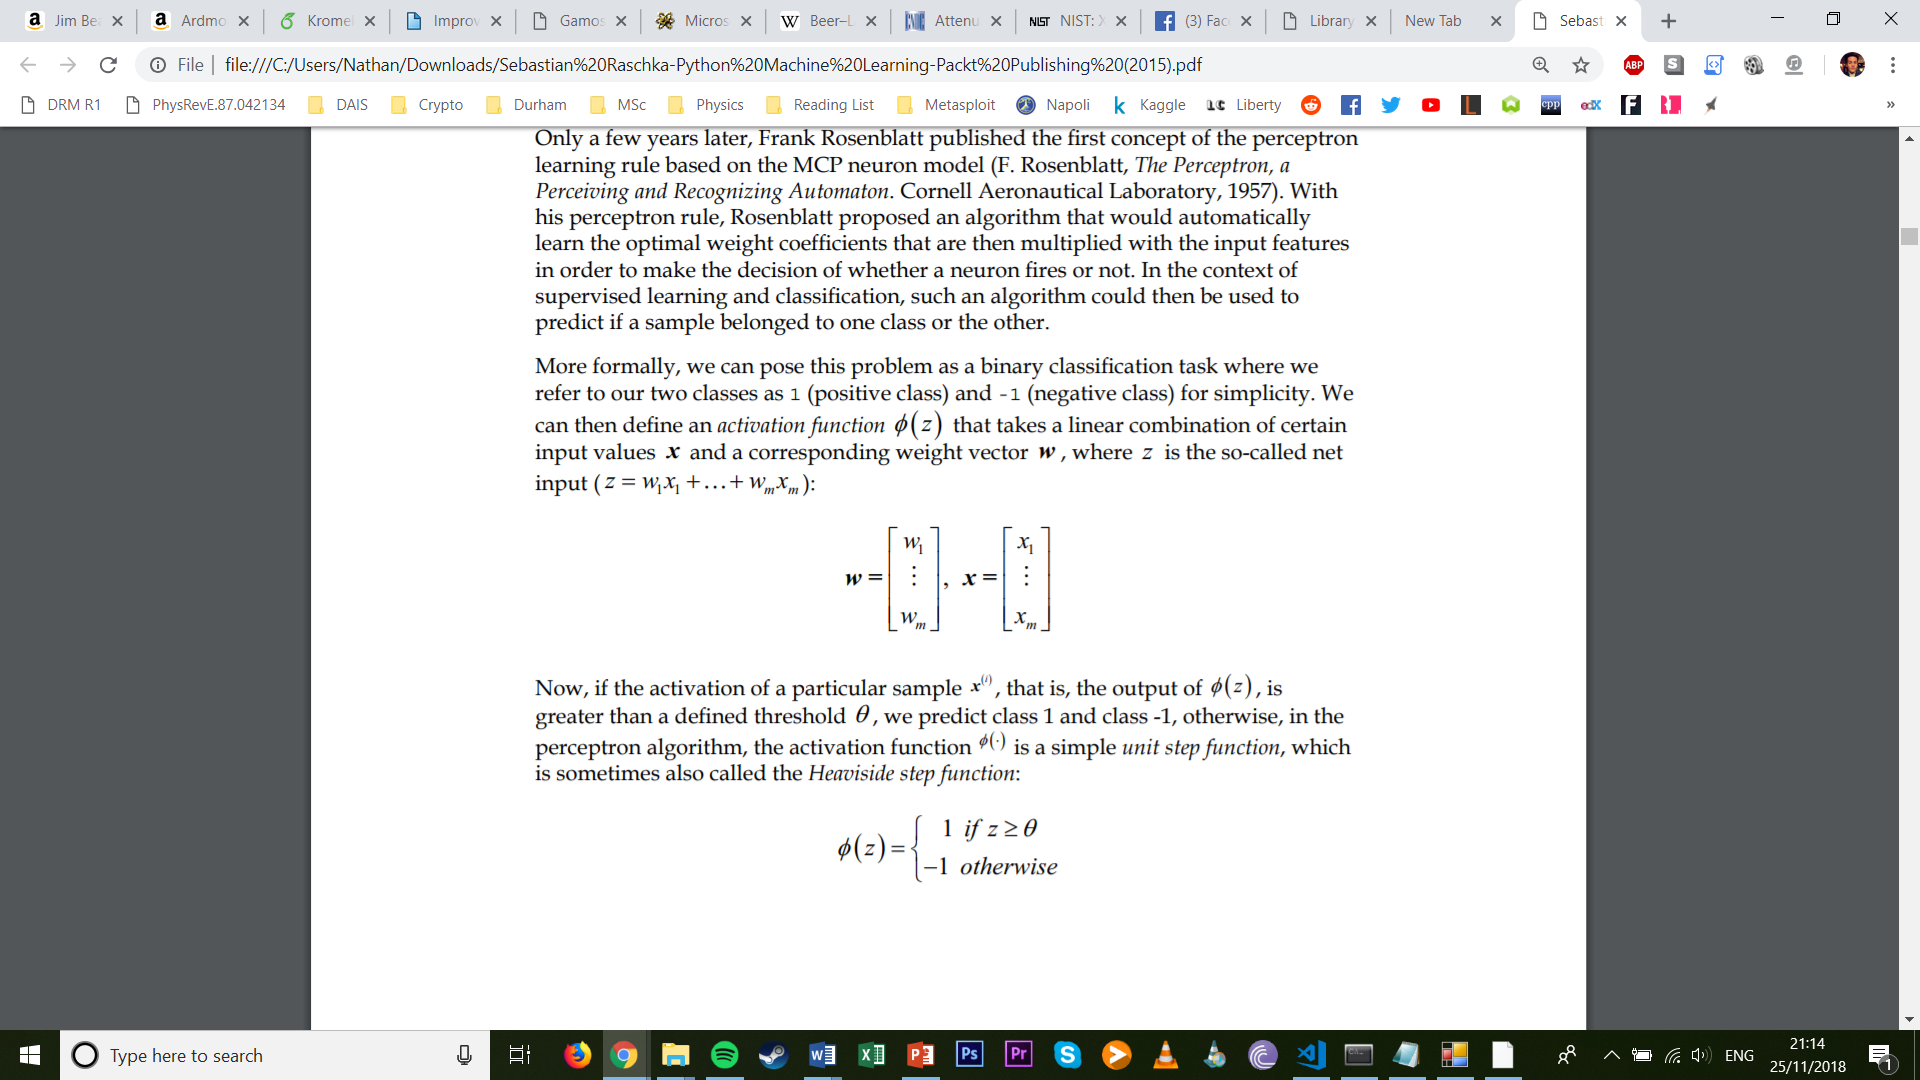 Jim Be
Ardmo
Kromel
Improv
Gamos
Micros
W Beer–L
Attenu
NIST NIST: X
(3) Fac
Library
New Tab
Sebast
File
file:///C:/Users/Nathan/Downloads/Sebastian%20Raschka-Python%20Machine%20Learning-Packt%20Publishing%20(2015).pdf
ABP
DRM R1
PhysRevE.87.042134
DAIS
Crypto
Durham
MSc
Physics
Reading List
Metasploit
Napoli
k Kaggle
LC Liberty
cpp
edX
»
Only a few years later, Frank Rosenblatt published the first concept of the perceptron
learning rule based on the MCP neuron model (F. Rosenblatt, The Perceptron, a
Perceiving and Recognizing Automaton. Cornell Aeronautical Laboratory, 1957). With
his perceptron rule, Rosenblatt proposed an algorithm that would automatically
learn the optimal weight coefficients that are then multiplied with the input features
in order to make the decision of whether a neuron fires or not. In the context of
supervised learning and classification, such an algorithm could then be used to
predict if a sample belonged to one class or the other.
More formally, we can pose this problem as a binary classification task where we
refer to our two classes as 1 (positive class) and -1 (negative class) for simplicity. We
can then define an activation function ϕ(z) that takes a linear combination of certain
input values x and a corresponding weight vector w, where z is the so-called net
input (z = w₁x₁ + … + wₘxₘ):
w = [w₁ ⋮ wₘ], x = [x₁ ⋮ xₘ]
Now, if the activation of a particular sample x⁽ⁱ⁾, that is, the output of ϕ(z), is
greater than a defined threshold θ, we predict class 1 and class -1, otherwise, in the
perceptron algorithm, the activation function ϕ(·) is a simple unit step function, which
is sometimes also called the Heaviside step function:
ϕ(z) = { 1 if z ≥ θ
−1 otherwise
Type here to search
Ps
Pr
ENG
21:14
25/11/2018
1